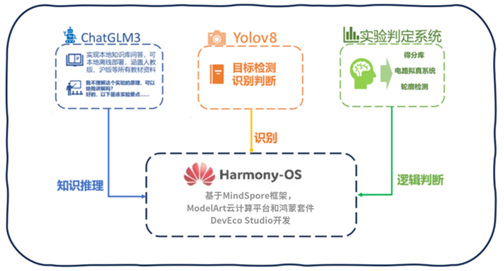 ChatGLM3
实现本地知识库问答，可
本地离线部署，涵盖人教
版、沪版等所有教材资料
我不理解这个实验的原理，可以
给我讲解吗？
好的，以下是该实验要点……
Yolov8
目标检测
识别判断
实验判定系统
得分库
电路拟真系统
轮廓检测
知识推理
识别
逻辑判断
HUAWEI
Harmony-OS
基于MindSpore框架，
ModelArt云计算平台和鸿蒙套件
DevEco Studio开发